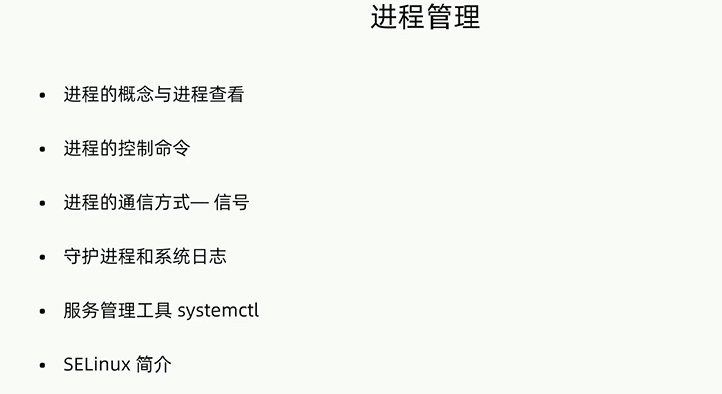 进程管理
• 进程的概念与进程查看
• 进程的控制命令
• 进程的通信方式— 信号
• 守护进程和系统日志
• 服务管理工具 systemctl
• SELinux 简介